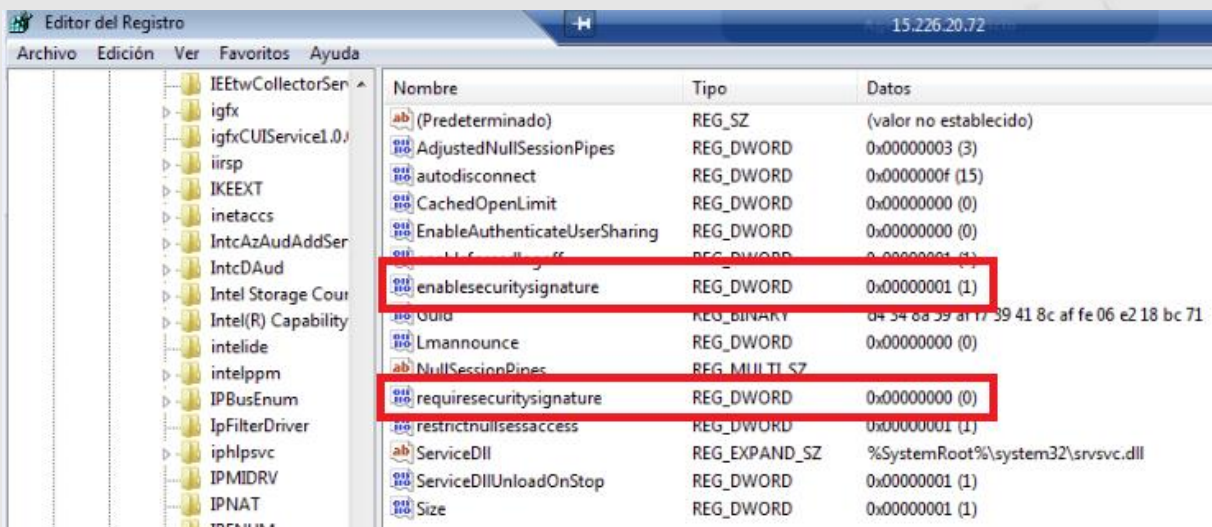 Editor del Registro
15.226.20.72
Archivo Edición Ver Favoritos Ayuda
IEEtwCollectorSer
igfx
igfxCUIService1.0.
iirsp
IKEEXT
inetaccs
IntcAzAudAddSer
IntcDAud
Intel Storage Cour
Intel(R) Capability
intelide
intelppm
IPBusEnum
IpFilterDriver
iphlpsvc
IPMIDRV
IPNAT
Nombre Tipo Datos
(Predeterminado) REG_SZ (valor no establecido)
AdjustedNullSessionPipes REG_DWORD 0x00000003 (3)
autodisconnect REG_DWORD 0x0000000f (15)
CachedOpenLimit REG_DWORD 0x00000000 (0)
EnableAuthenticateUserSharing REG_DWORD 0x00000000 (0)
enableforcedlogoff REG_DWORD 0x00000001 (1)
enablesecuritysignature REG_DWORD 0x00000001 (1)
Guid REG_BINARY d4 34 8a 59 af f7 39 41 8c af fe 06 e2 18 bc 71
Lmannounce REG_DWORD 0x00000000 (0)
NullSessionPipes REG_MULTI_SZ
requiresecuritysignature REG_DWORD 0x00000000 (0)
restrictnullsessaccess REG_DWORD 0x00000001 (1)
ServiceDll REG_EXPAND_SZ %SystemRoot%\system32\srvsvc.dll
ServiceDllUnloadOnStop REG_DWORD 0x00000001 (1)
Size REG_DWORD 0x00000001 (1)